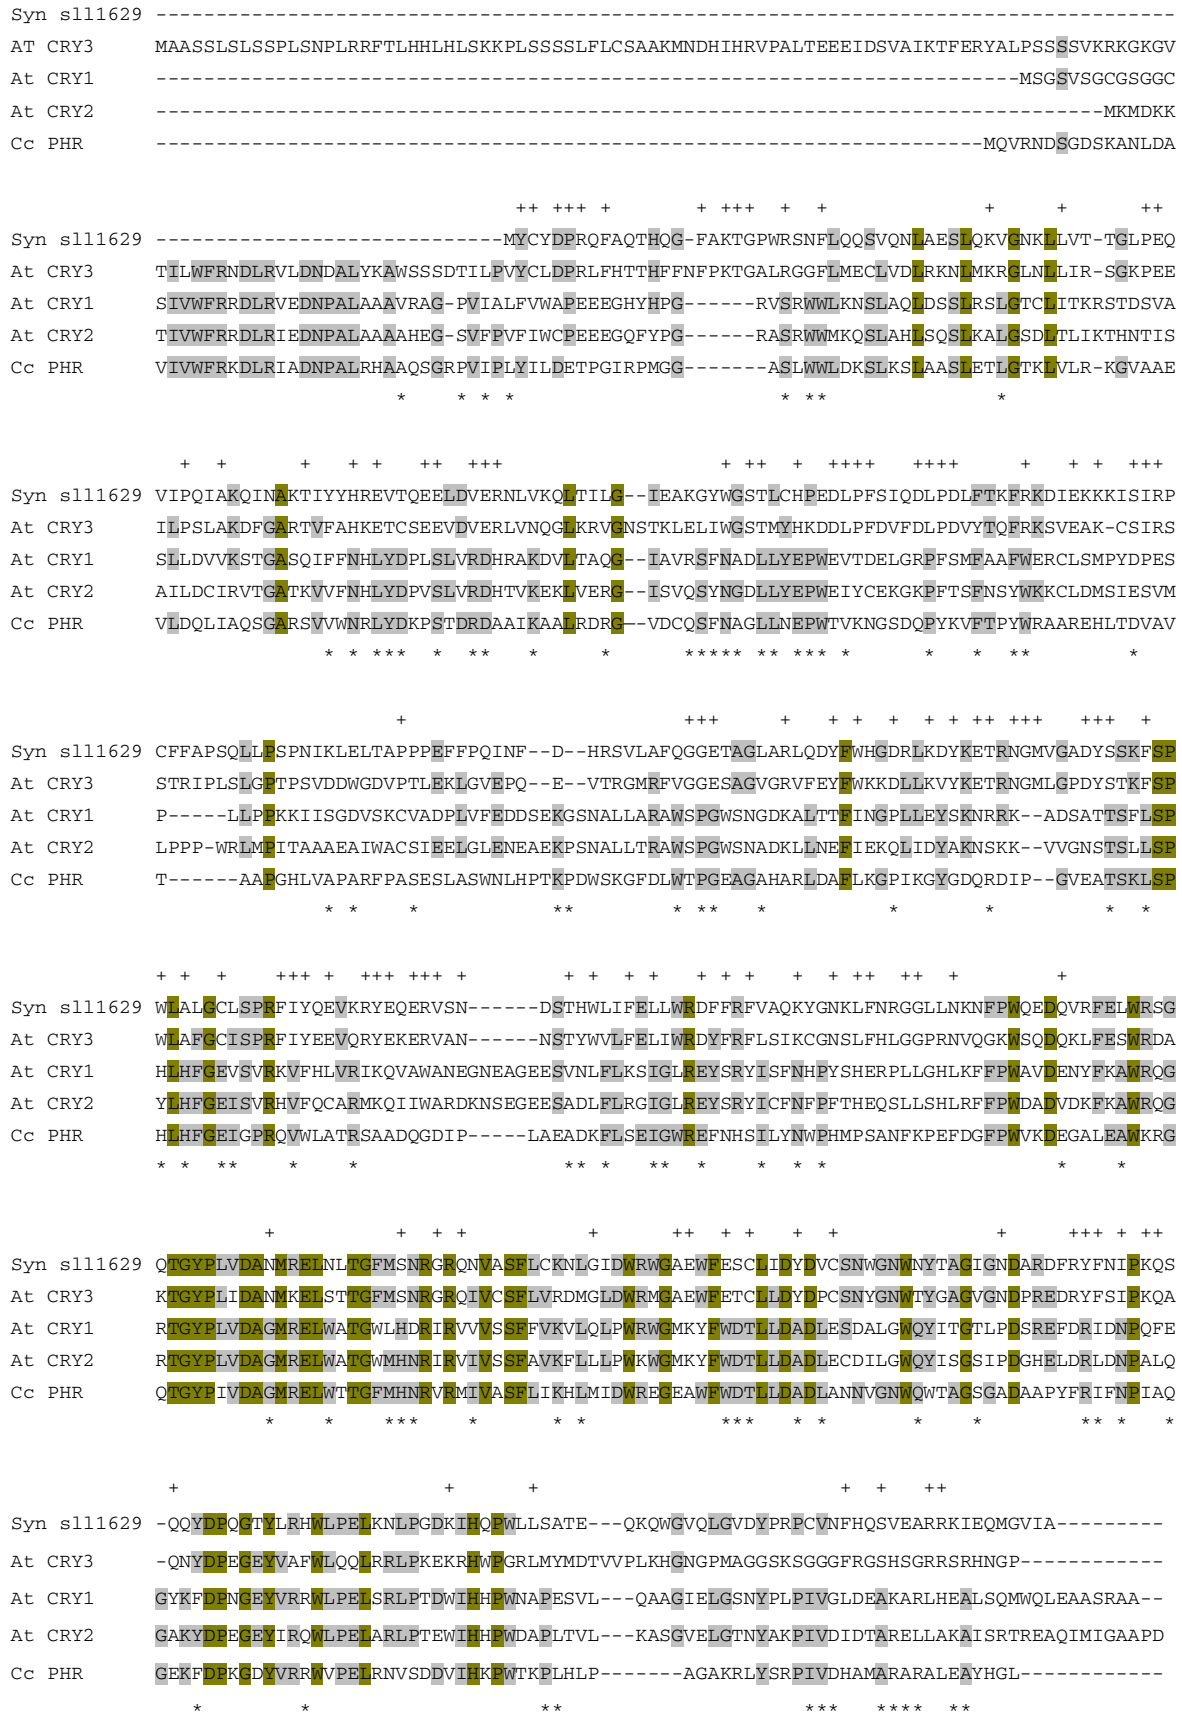 Syn sll1629 -------------------------------------------------------------------------------------
AT CRY3 MAASSLSLSSPLSNPLRRFTLHHLHLSKKPLSSSSLFLCSAAKMNDHIHRVPALTEEEIDSVAIKTFERYALPSSSSVKRKGKGV
At CRY1 ------------------------------------------------------------------------MSGSVSGCGSGGC
At CRY2 -------------------------------------------------------------------------------MKMDKK
Cc PHR ---------------------------------------------------------------------MQVRNDSGDSKANLDA
++ +++ + + +++ + + + + ++
Syn sll1629 -----------------------------MYCYDPRQFAQTHQG-FAKTGPWRSNFLQQSVQNLAESLQKVGNKLLVT-TGLPEQ
At CRY3 TILWFRNDLRVLDNDALYKAWSSSDTILPVYCLDPRLFHTTHFFNFPKTGALRGGFLMECLVDLRKNLMKRGLNLLIR-SGKPEE
At CRY1 SIVWFRRDLRVEDNPALAAAVRAG-PVIALFVWAPEEEGHYHPG------RVSRWWLKNSLAQLDSSLRSLGTCLITKRSTDSVA
At CRY2 TIVWFRRDLRIEDNPALAAAAHEG-SVFPVFIWCPEEEGQFYPG------RASRWWMKQSLAHLSQSLKALGSDLTLIKTHNTIS
Cc PHR VIVWFRKDLRIADNPALRHAAQSGRPVIPLYILDETPGIRPMGG-------ASLWWLDKSLKSLAASLETLGTKLVLR-KGVAAE
* * * * * ** *
+ + + + + ++ +++ + ++ + ++++ ++++ + + + +++
Syn sll1629 VIPQIAKQINAKTIYYHREVTQEELDVERNLVKQLTILG--IEAKGYWGSTLCHPEDLPFSIQDLPDLFTKFRKDIEKKKISIRP
At CRY3 ILPSLAKDFGARTVFAHKETCSEEVDVERLVNQGLKRVGNSTKLELIWGSTMYHKDDLPFDVFDLPDVYTQFRKSVEAK-CSIRS
At CRY1 SLLDVVKSTGASQIFFNHLYDPLSLVRDHRAKDVLTAQG--IAVRSFNADLLYEPWEVTDELGRPFSMFAAFWERCLSMPYDPES
At CRY2 AILDCIRVTGATKVVFNHLYDPVSLVRDHTVKEKLVERG--ISVQSYNGDLLYEPWEIYCEKGKPFTSFNSYWKKCLDMSIESVM
Cc PHR VLDQLIAQSGARSVVWNRLYDKPSTDRDAAIKAALRDRG--VDCQSFNAGLLNEPWTVKNGSDQPYKVFTPYWRAAREHLTDVAV
* * *** * ** * * ***** ** *** * * * ** *
+ +++ + + + + + ++ +++ +++ +
Syn sll1629 CFFAPSQLLPSPNIKLELTAPPPEFFPQINF--D--HRSVLAFQGGETAGLARLQDYFWHGDRLKDYKETRNGMVGADYSSKFSP
At CRY3 STRIPLSLGPTPSVDDWGDVPTLEKLGVEPQ--E--VTRGMRFVGGESAGVGRVFEYFWKKDLLKVYKETRNGMLGPDYSTKFSP
At CRY1 P-----LLPPKKIISGDVSKCVADPLVFEDDSEKGSNALLARAWSPGWSNGDKALTTFINGPLLEYSKNRRK--ADSATTSFLSP
At CRY2 LPPP-WRLMPITAAAEAIWACSIEELGLENEAEKPSNALLTRAWSPGWSNADKLLNEFIEKQLIDYAKNSKK--VVGNSTSLLSP
Cc PHR T------AAPGHLVAPARFPASESLASWNLHPTKPDWSKGFDLWTPGEAGAHARLDAFLKGPIKGYGDQRDIP--GVEATSKLSP
* * * ** * ** * * * * *
+ + + +++ + +++ +++ + + + + + + + + + + ++ ++ + +
Syn sll1629 WLALGCLSPRFIYQEVKRYEQERVSN------DSTHWLIFELLWRDFFRFVAQKYGNKLFNRGGLLNKNFPWQEDQVRFELWRSG
At CRY3 WLAFGCISPRFIYEEVQRYEKERVAN------NSTYWVLFELIWRDYFRFLSIKCGNSLFHLGGPRNVQGKWSQDQKLFESWRDA
At CRY1 HLHFGEVSVRKVFHLVRIKQVAWANEGNEAGEESVNLFLKSIGLREYSRYISFNHPYSHERPLLGHLKFFPWAVDENYFKAWRQG
At CRY2 YLHFGEISVRHVFQCARMKQIIWARDKNSEGEESADLFLRGIGLREYSRYICFNFPFTHEQSLLSHLRFFPWDADVDKFKAWRQG
Cc PHR HLHFGEIGPRQVWLATRSAADQGDIP-----LAEADKFLSEIGWREFNHSILYNWPHMPSANFKPEFDGFPWVKDEGALEAWKRG
* * ** * * ** * ** * * * * * *
+ + + + + ++ + + + + + +++ + ++
Syn sll1629 QTGYPLVDANMRELNLTGFMSNRGRQNVASFLCKNLGIDWRWGAEWFESCLIDYDVCSNWGNWNYTAGIGNDARDFRYFNIPKQS
At CRY3 KTGYPLIDANMKELSTTGFMSNRGRQIVCSFLVRDMGLDWRMGAEWFETCLLDYDPCSNYGNWTYGAGVGNDPREDRYFSIPKQA
At CRY1 RTGYPLVDAGMRELWATGWLHDRIRVVVSSFFVKVLQLPWRWGMKYFWDTLLDADLESDALGWQYITGTLPDSREFDRIDNPQFE
At CRY2 RTGYPLVDAGMRELWATGWMHNRIRVIVSSFAVKFLLLPWKWGMKYFWDTLLDADLECDILGWQYISGSIPDGHELDRLDNPALQ
Cc PHR QTGYPIVDAGMRELWTTGFMHNRVRMIVASFLIKHLMIDWREGEAWFWDTLLDADLANNVGNWQWTAGSGADAAPYFRIFNPIAQ
* * *** * * * *** * * * * ** * *
+ + + + + ++
Syn sll1629 -QQYDPQGTYLRHWLPELKNLPGDKIHQPWLLSATE---QKQWGVQLGVDYPRPCVNFHQSVEARRKIEQMGVIA---------
At CRY3 -QNYDPEGEYVAFWLQQLRRLPKEKRHWPGRLMYMDTVVPLKHGNGPMAGGSKSGGGFRGSHSGRRSRHNGP------------
At CRY1 GYKFDPNGEYVRRWLPELSRLPTDWIHHPWNAPESVL--QAAGIELGSNYPLPIVGLDEAKARLHEALSQMWQLEAASRAA--
At CRY2 GAKYDPEGEYIRQWLPELARLPTEWIHHPWDAPLTVL---KASGVELGTNYAKPIVDIDTARELLAKAISRTREAQIMIGAAPD
Cc PHR GEKFDPKGDYVRRWVPELRNVSDDVIHKPWTKPLHLP-------AGAKRLYSRPIVDHAMARARALEAYHGL------------
* * ** *** **** **